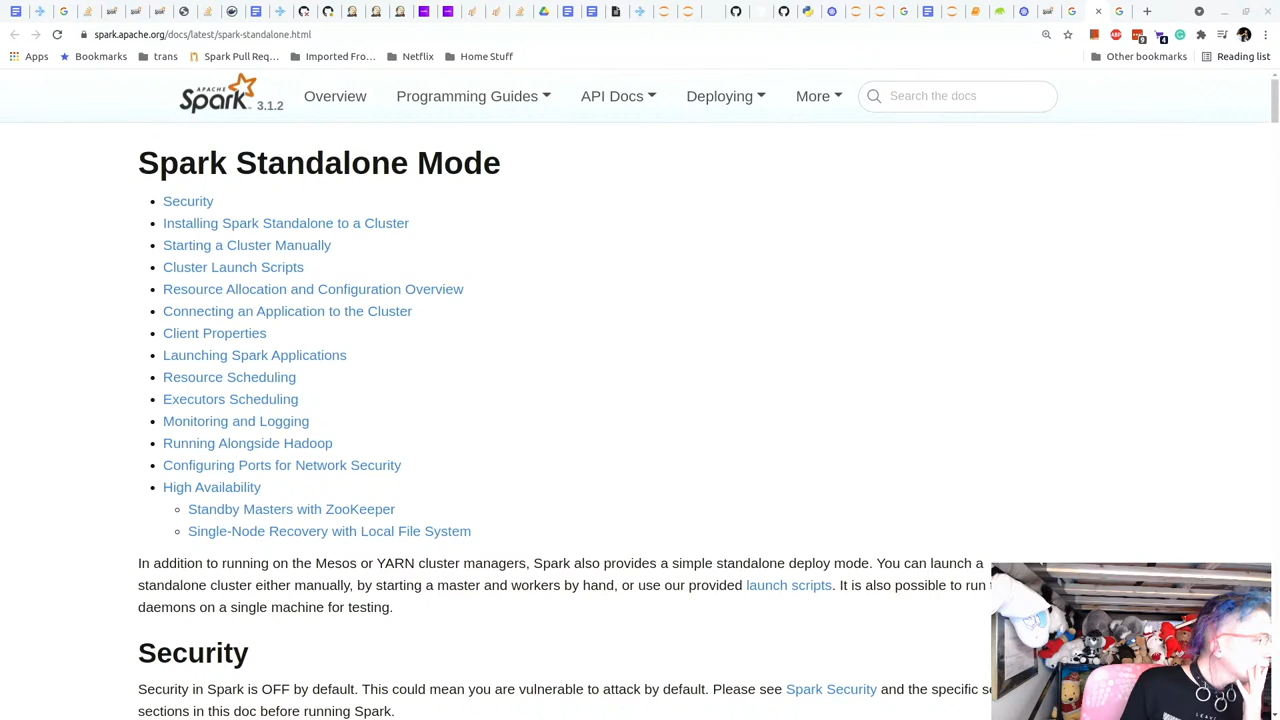 spark.apache.org/docs/latest/spark-standalone.html
Apps
Bookmarks
trans
Spark Pull Req…
Imported Fro…
Netflix
Home Stuff
Other bookmarks
Reading list
APACHE
Spark 3.1.2
Overview
Programming Guides
API Docs
Deploying
More
Search the docs
Spark Standalone Mode
Security
Installing Spark Standalone to a Cluster
Starting a Cluster Manually
Cluster Launch Scripts
Resource Allocation and Configuration Overview
Connecting an Application to the Cluster
Client Properties
Launching Spark Applications
Resource Scheduling
Executors Scheduling
Monitoring and Logging
Running Alongside Hadoop
Configuring Ports for Network Security
High Availability
Standby Masters with ZooKeeper
Single-Node Recovery with Local File System
In addition to running on the Mesos or YARN cluster managers, Spark also provides a simple standalone deploy mode. You can launch a
standalone cluster either manually, by starting a master and workers by hand, or use our provided launch scripts. It is also possible to run
daemons on a single machine for testing.
Security
Security in Spark is OFF by default. This could mean you are vulnerable to attack by default. Please see Spark Security and the specific se
sections in this doc before running Spark.